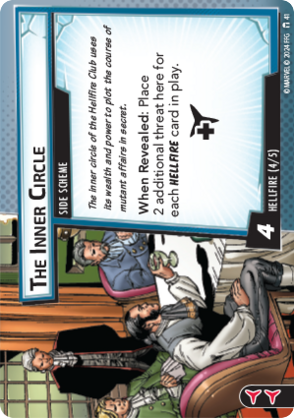 THE INNER CIRCLE
SIDE SCHEME
The inner circle of the Hellfire Club uses
its wealth and power to plot the course of
mutant affairs in secret.
When Revealed: Place
2 additional threat here for
each HELLFIRE card in play.
+
4
HELLFIRE (4/5)
© MARVEL © 2024 FFG 41